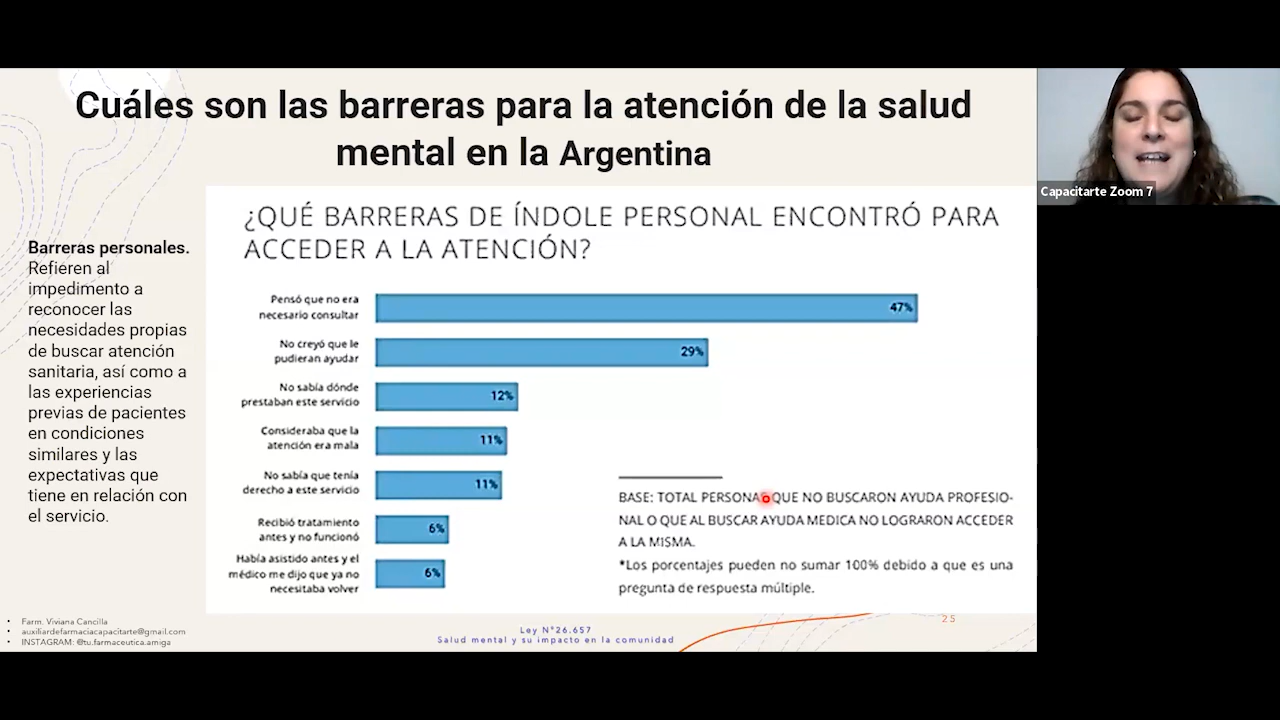 Cuáles son las barreras para la atención de la salud
mental en la Argentina
Capacitarte Zoom 7
Barreras personales.
Refieren al
impedimento a
reconocer las
necesidades propias
de buscar atención
sanitaria, así como a
las experiencias
previas de pacientes
en condiciones
similares y las
expectativas que
tiene en relación con
el servicio.
¿QUÉ BARRERAS DE ÍNDOLE PERSONAL ENCONTRÓ PARA
ACCEDER A LA ATENCIÓN?
Pensó que no era
necesario consultar
47%
No creyó que le
pudieran ayudar
29%
No sabía dónde
prestaban este servicio
12%
Consideraba que la
atención era mala
11%
No sabía que tenía
derecho a este servicio
11%
Recibió tratamiento
antes y no funcionó
6%
Había asistido antes y el
médico me dijo que ya no
necesitaba volver
6%
BASE: TOTAL PERSONAS QUE NO BUSCARON AYUDA PROFESIO-
NAL O QUE AL BUSCAR AYUDA MEDICA NO LOGRARON ACCEDER
A LA MISMA.
*Los porcentajes pueden no sumar 100% debido a que es una
pregunta de respuesta múltiple.
• Farm. Viviana Cancilla
• auxiliardefarmaciacapacitarte@gmail.com
• INSTAGRAM: @tu.farmaceutica.amiga
Ley N°26.657
Salud mental y su impacto en la comunidad
25